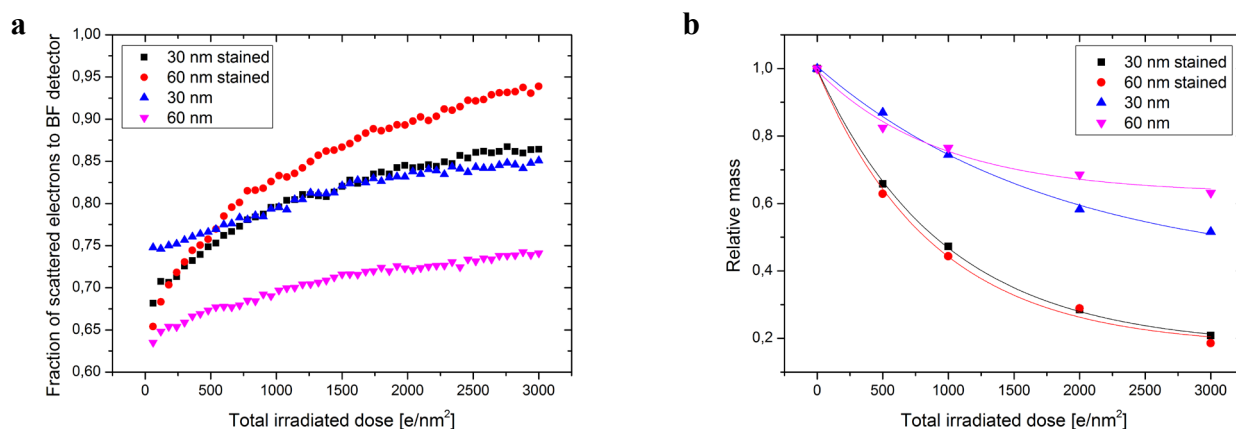 a
Fraction of scattered electrons to BF detector
1,00
0,95
0,90
0,85
0,80
0,75
0,70
0,65
0,60
30 nm stained
60 nm stained
30 nm
60 nm
0 500 1000 1500 2000 2500 3000
Total irradiated dose [e/nm²]
b
Relative mass
1,0
0,8
0,6
0,4
0,2
30 nm stained
60 nm stained
30 nm
60 nm
0 500 1000 1500 2000 2500 3000
Total irradiated dose [e/nm²]